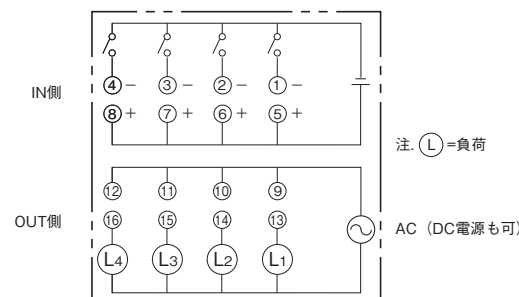 ④－ ③－ ②－ ①－
IN側
⑧＋ ⑦＋ ⑥＋ ⑤＋
注. Ⓛ=負荷
⑫ ⑪ ⑩ ⑨
OUT側
⑯ ⑮ ⑭ ⑬
AC（DC電源も可）
L4 L3 L2 L1